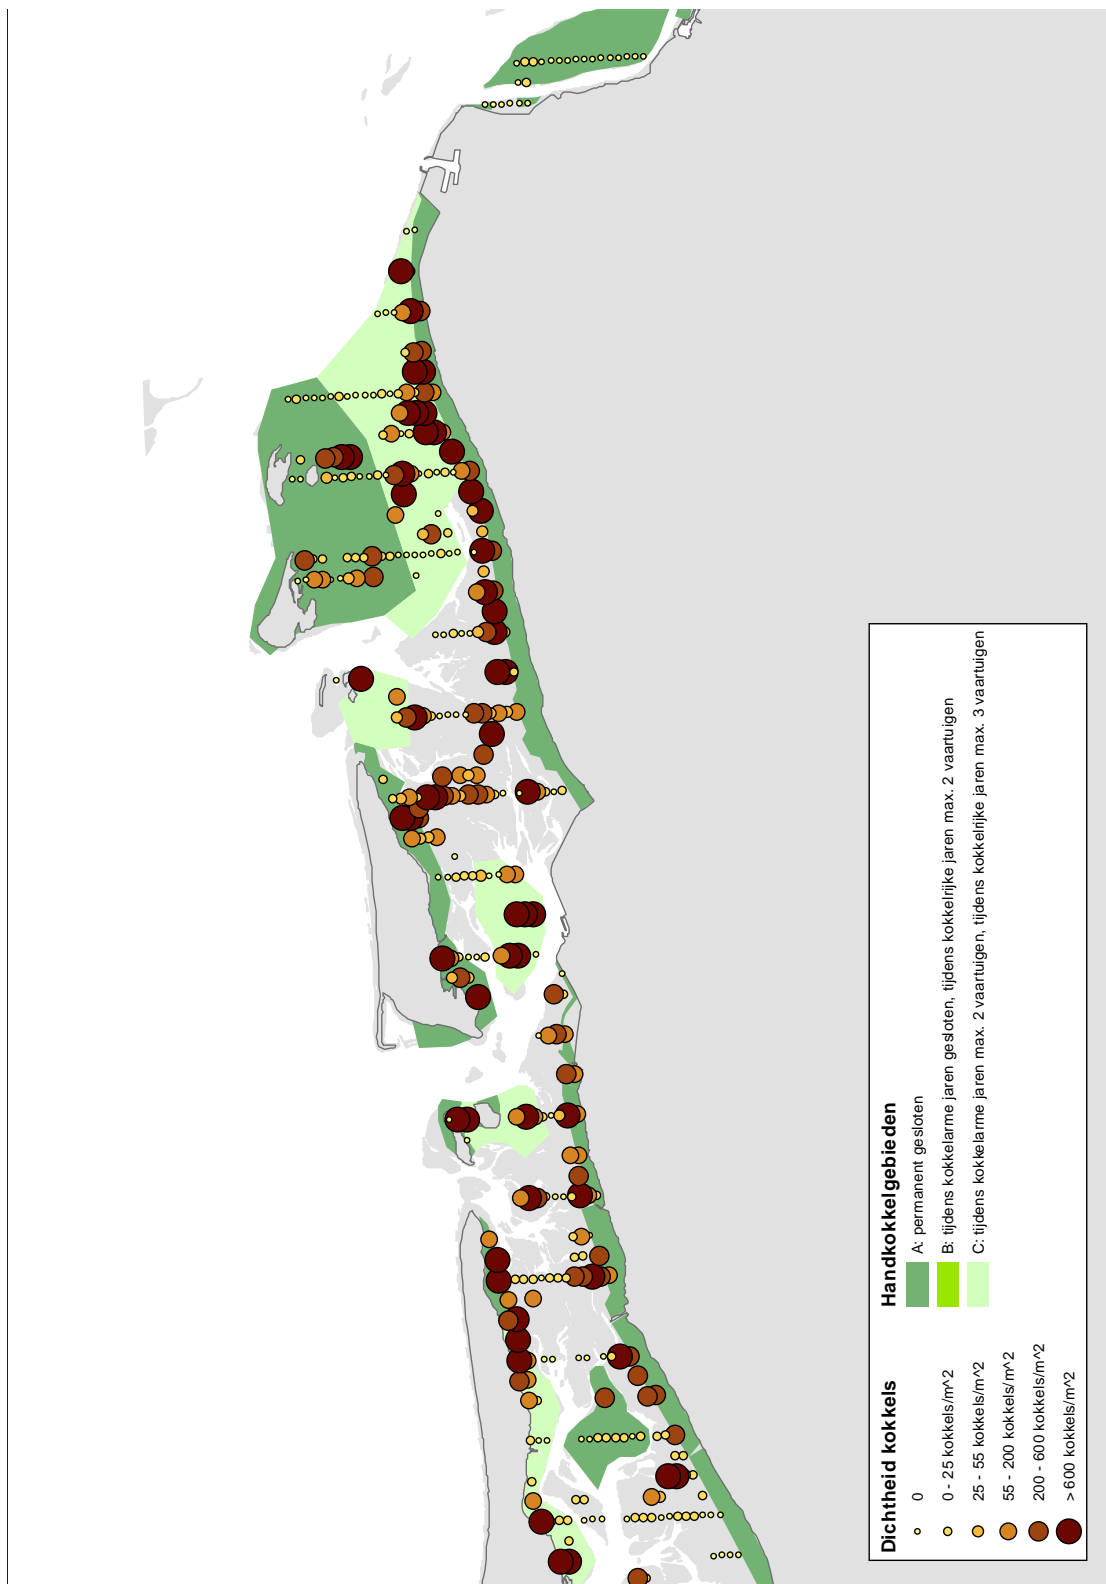 Dichtheid kokkels
0
0 - 25 kokkels/m^2
25 - 55 kokkels/m^2
55 - 200 kokkels/m^2
200 - 600 kokkels/m^2
> 600 kokkels/m^2
Handkokkelgebieden
A: permanent gesloten
B: tijdens kokkelarme jaren gesloten, tijdens kokkelrijke jaren max. 2 vaartuigen
C: tijdens kokkelarme jaren max. 2 vaartuigen, tijdens kokkelrijke jaren max. 3 vaartuigen